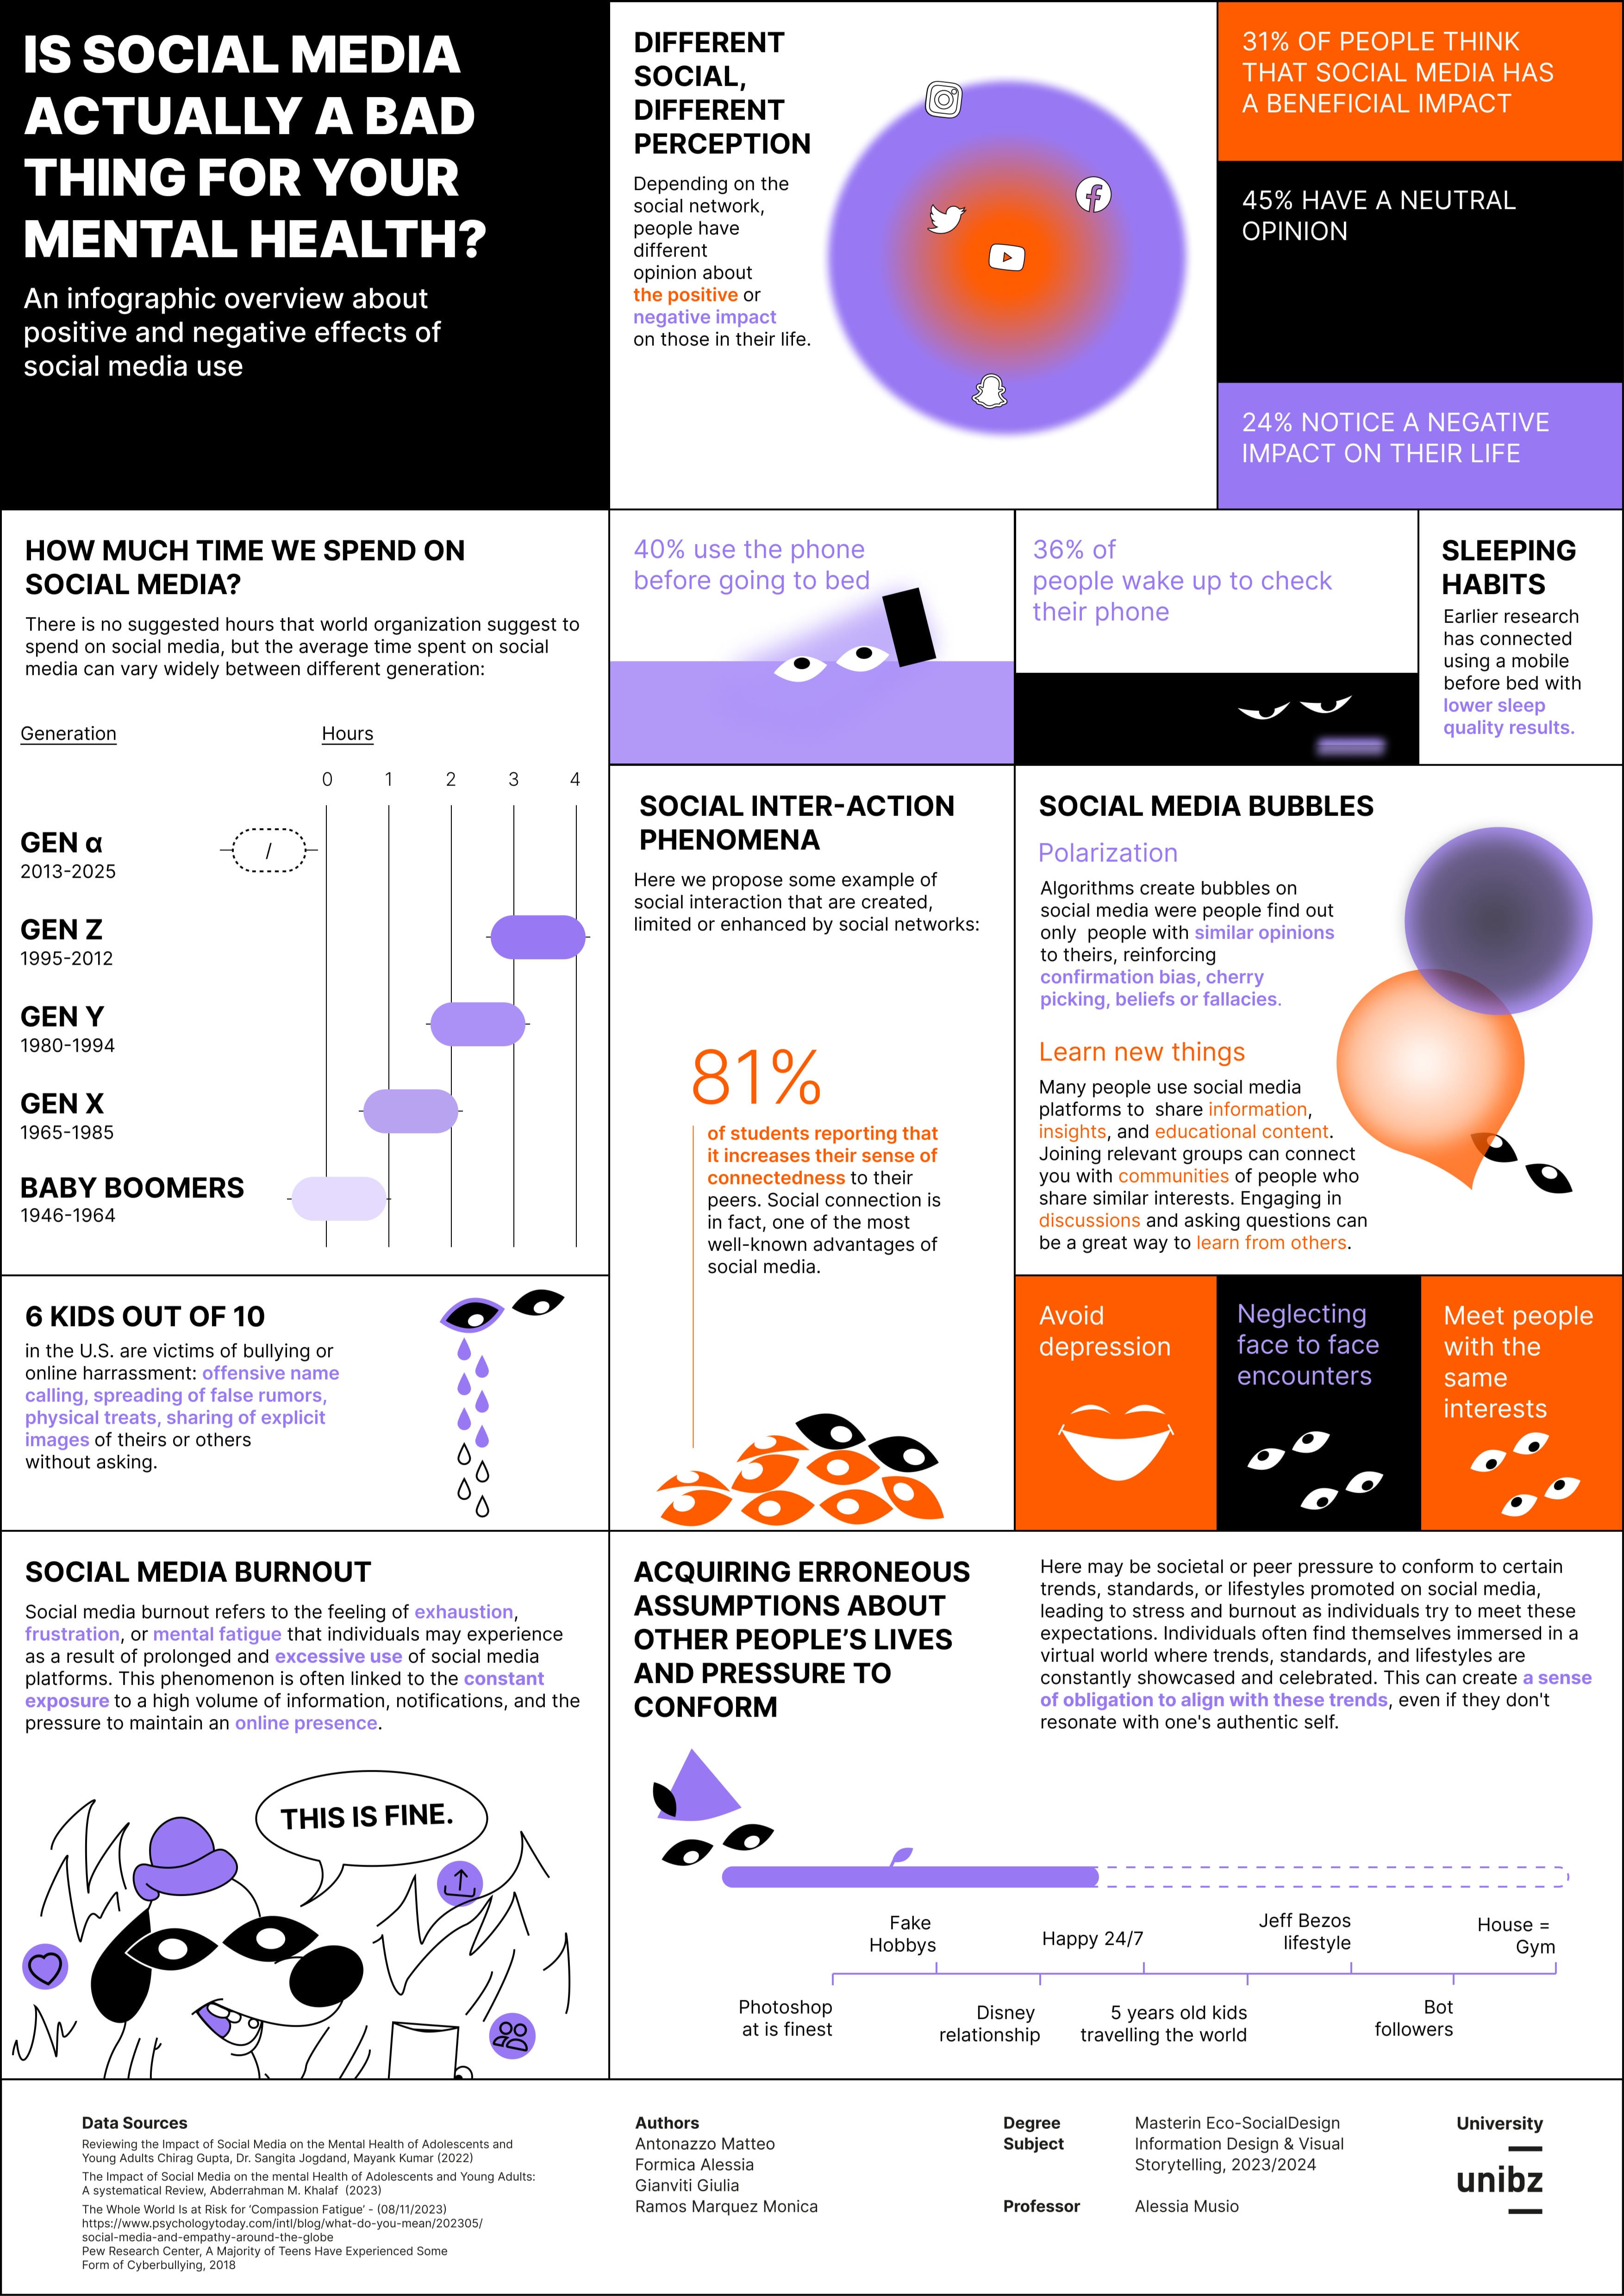 IS SOCIAL MEDIA
ACTUALLY A BAD
THING FOR YOUR
MENTAL HEALTH?
An infographic overview about
positive and negative effects of
social media use
DIFFERENT
SOCIAL,
DIFFERENT
PERCEPTION
Depending on the
social network,
people have
different
opinion about
the positive or
negative impact
on those in their life.
31% OF PEOPLE THINK
THAT SOCIAL MEDIA HAS
A BENEFICIAL IMPACT
45% HAVE A NEUTRAL
OPINION
24% NOTICE A NEGATIVE
IMPACT ON THEIR LIFE
HOW MUCH TIME WE SPEND ON
SOCIAL MEDIA?
There is no suggested hours that world organization suggest to
spend on social media, but the average time spent on social
media can vary widely between different generation:
Generation
Hours
0 1 2 3 4
GEN α
2013-2025
/
GEN Z
1995-2012
GEN Y
1980-1994
GEN X
1965-1985
BABY BOOMERS
1946-1964
40% use the phone
before going to bed
36% of
people wake up to check
their phone
SLEEPING
HABITS
Earlier research
has connected
using a mobile
before bed with
lower sleep
quality results.
SOCIAL INTER-ACTION
PHENOMENA
Here we propose some example of
social interaction that are created,
limited or enhanced by social networks:
81%
of students reporting that
it increases their sense of
connectedness to their
peers. Social connection is
in fact, one of the most
well-known advantages of
social media.
SOCIAL MEDIA BUBBLES
Polarization
Algorithms create bubbles on
social media were people find out
only people with similar opinions
to theirs, reinforcing
confirmation bias, cherry
picking, beliefs or fallacies.
Learn new things
Many people use social media
platforms to share information,
insights, and educational content.
Joining relevant groups can connect
you with communities of people who
share similar interests. Engaging in
discussions and asking questions can
be a great way to learn from others.
6 KIDS OUT OF 10
in the U.S. are victims of bullying or
online harrassment: offensive name
calling, spreading of false rumors,
physical treats, sharing of explicit
images of theirs or others
without asking.
Avoid
depression
Neglecting
face to face
encounters
Meet people
with the
same
interests
SOCIAL MEDIA BURNOUT
Social media burnout refers to the feeling of exhaustion,
frustration, or mental fatigue that individuals may experience
as a result of prolonged and excessive use of social media
platforms. This phenomenon is often linked to the constant
exposure to a high volume of information, notifications, and the
pressure to maintain an online presence.
THIS IS FINE.
ACQUIRING ERRONEOUS
ASSUMPTIONS ABOUT
OTHER PEOPLE'S LIVES
AND PRESSURE TO
CONFORM
Here may be societal or peer pressure to conform to certain
trends, standards, or lifestyles promoted on social media,
leading to stress and burnout as individuals try to meet these
expectations. Individuals often find themselves immersed in a
virtual world where trends, standards, and lifestyles are
constantly showcased and celebrated. This can create a sense
of obligation to align with these trends, even if they don't
resonate with one's authentic self.
Fake
Hobbys
Happy 24/7
Jeff Bezos
lifestyle
House =
Gym
Photoshop
at is finest
Disney
relationship
5 years old kids
travelling the world
Bot
followers
Data Sources
Reviewing the Impact of Social Media on the Mental Health of Adolescents and
Young Adults Chirag Gupta, Dr. Sangita Jogdand, Mayank Kumar (2022)
The Impact of Social Media on the mental Health of Adolescents and Young Adults:
A systematical Review, Abderrahman M. Khalaf (2023)
The Whole World Is at Risk for 'Compassion Fatigue' - (08/11/2023)
https://www.psychologytoday.com/intl/blog/what-do-you-mean/202305/
social-media-and-empathy-around-the-globe
Pew Research Center, A Majority of Teens Have Experienced Some
Form of Cyberbullying, 2018
Authors
Antonazzo Matteo
Formica Alessia
Gianviti Giulia
Ramos Marquez Monica
Degree Masterin Eco-SocialDesign
Subject Information Design & Visual
Storytelling, 2023/2024
Professor Alessia Musio
University
unibz